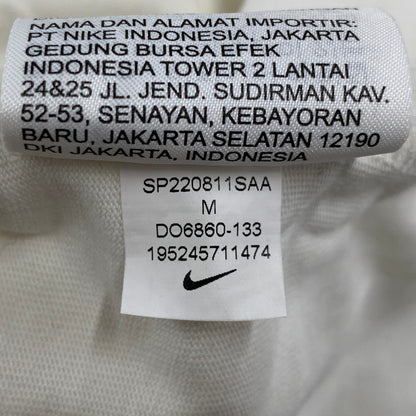 NAMA DAN ALAMAT IMPORTIR:
PT NIKE INDONESIA, JAKARTA
GEDUNG BURSA EFEK
INDONESIA TOWER 2 LANTAI
24&25 JL. JEND. SUDIRMAN KAV.
52-53, SENAYAN, KEBAYORAN
BARU, JAKARTA SELATAN 12190
DKI JAKARTA, INDONESIA
SP220811SAA
M
DO6860-133
195245711474